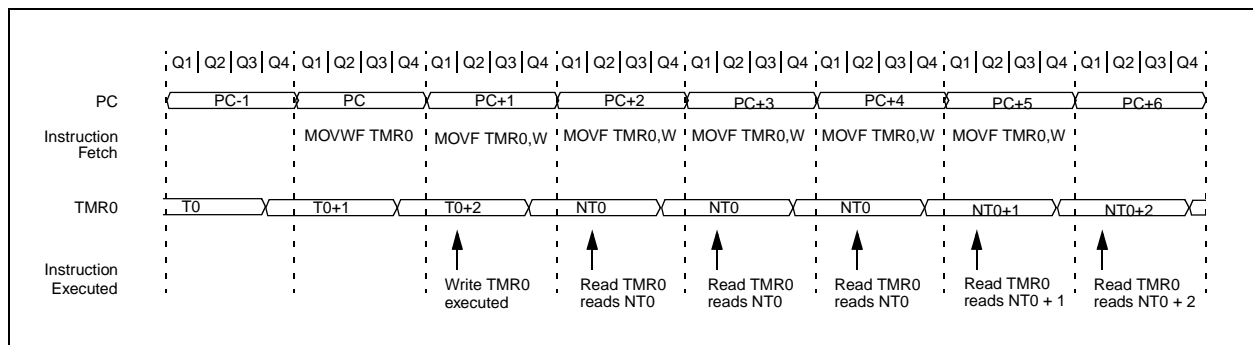 Q1 Q2 Q3 Q4 Q1 Q2 Q3 Q4 Q1 Q2 Q3 Q4 Q1 Q2 Q3 Q4 Q1 Q2 Q3 Q4 Q1 Q2 Q3 Q4 Q1 Q2 Q3 Q4 Q1 Q2 Q3 Q4
PC PC-1 PC PC+1 PC+2 PC+3 PC+4 PC+5 PC+6
Instruction
Fetch
MOVWF TMR0 MOVF TMR0,W MOVF TMR0,W MOVF TMR0,W MOVF TMR0,W MOVF TMR0,W
TMR0 T0 T0+1 T0+2 NT0 NT0 NT0 NT0+1 NT0+2
Instruction
Executed
Write TMR0
executed
Read TMR0
reads NT0
Read TMR0
reads NT0
Read TMR0
reads NT0
Read TMR0
reads NT0 + 1
Read TMR0
reads NT0 + 2